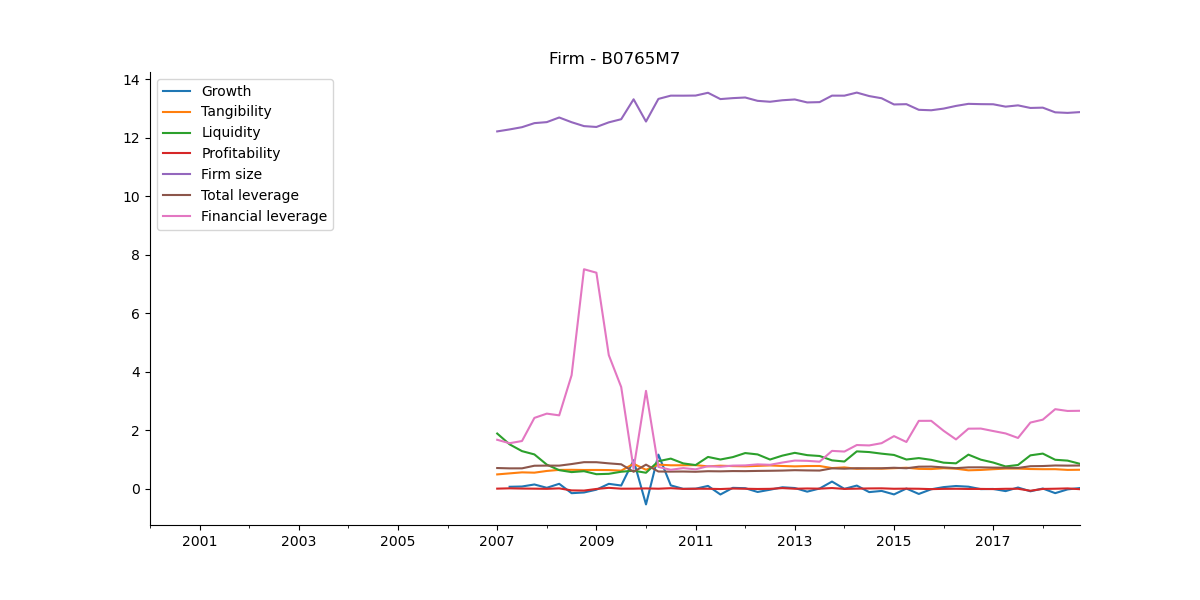 Firm - B0765M7
14
12
10
8
6
4
2
0
Growth
Tangibility
Liquidity
Profitability
Firm size
Total leverage
Financial leverage
2001 2003 2005 2007 2009 2011 2013 2015 2017